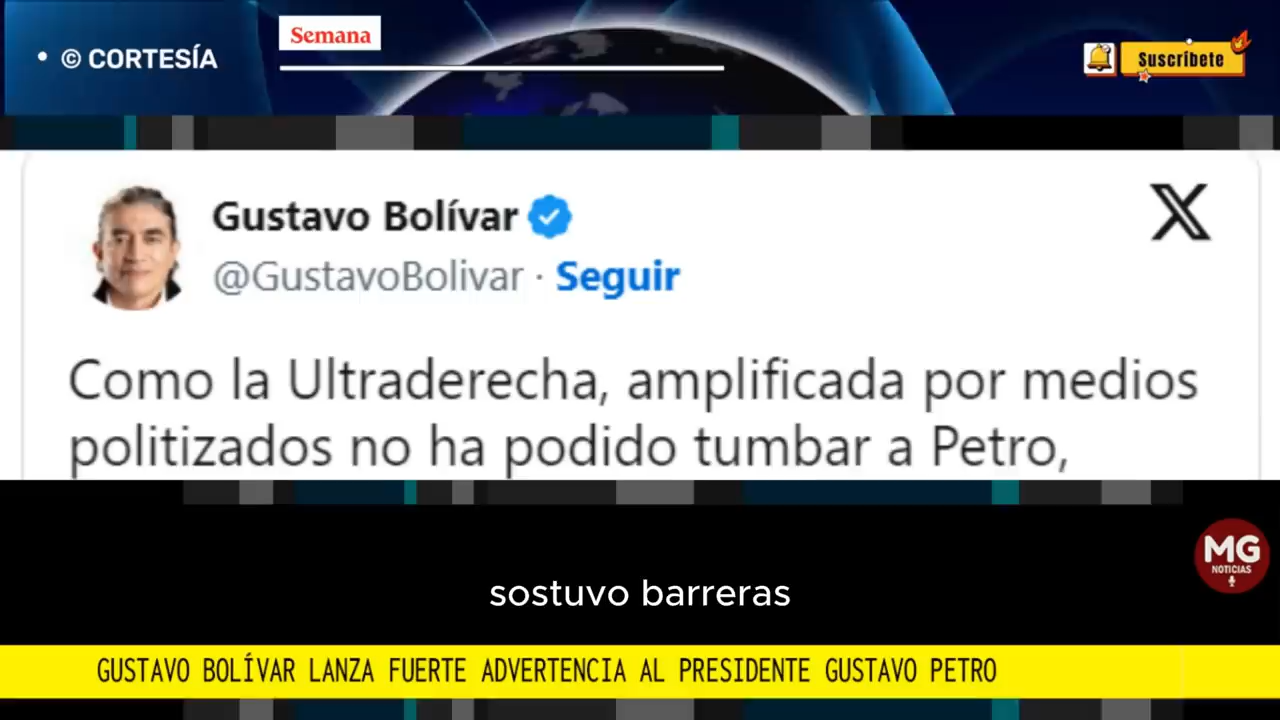 • © CORTESÍA
Semana
Suscríbete
Gustavo Bolívar
@GustavoBolivar · Seguir
Como la Ultraderecha, amplificada por medios
politizados no ha podido tumbar a Petro,
MG
NOTICIAS
sostuvo barreras
GUSTAVO BOLÍVAR LANZA FUERTE ADVERTENCIA AL PRESIDENTE GUSTAVO PETRO